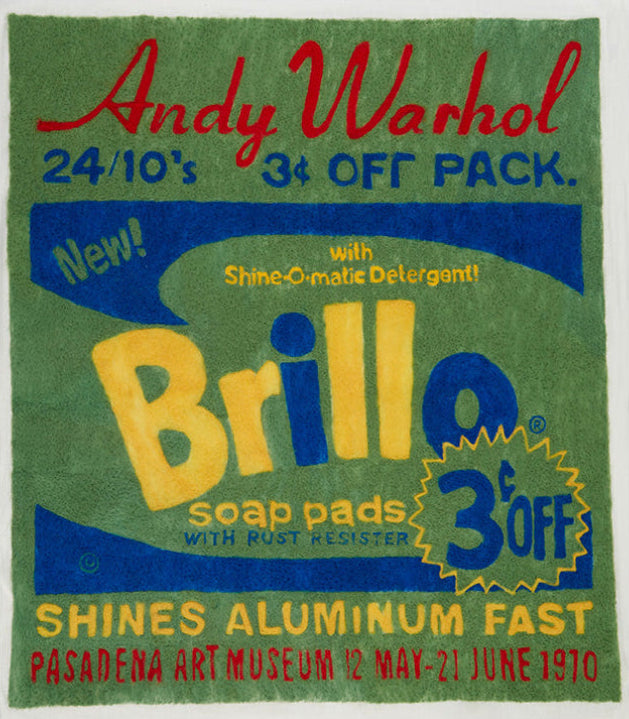 Andy Warhol
24/10's 3¢ OFF PACK.
New!
with
Shine-O-matic Detergent!
Brillo®
soap pads
WITH RUST RESISTER
3¢ OFF
SHINES ALUMINUM FAST
PASADENA ART MUSEUM 12 MAY-21 JUNE 1970